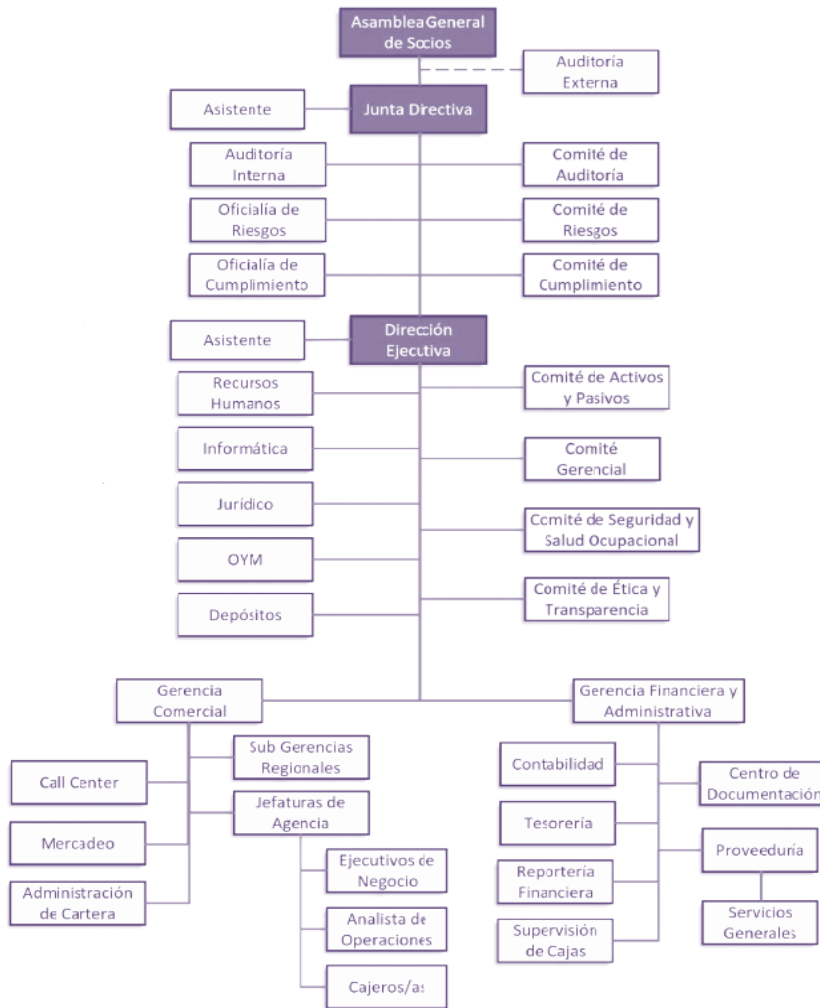 Asamblea General
de Socios
Auditoría
Externa
Asistente
Junta Directiva
Auditoría
Interna
Comité de
Auditoría
Oficialía de
Riesgos
Comité de
Riesgos
Oficialía de
Cumplimiento
Comité de
Cumplimiento
Asistente
Dirección
Ejecutiva
Recursos
Humanos
Comité de Activos
y Pasivos
Informática
Comité
Gerencial
Jurídico
Comité de Seguridad y
Salud Ocupacional
OYM
Comité de Ética y
Transparencia
Depósitos
Gerencia
Comercial
Gerencia Financiera y
Administrativa
Sub Gerencias
Regionales
Call Center
Jefaturas de
Agencia
Mercadeo
Ejecutivos de
Negocio
Administración
de Cartera
Analista de
Operaciones
Cajeros/as
Contabilidad
Centro de
Documentación
Tesorería
Proveeduría
Reportería
Financiera
Servicios
Generales
Supervisión
de Cajas